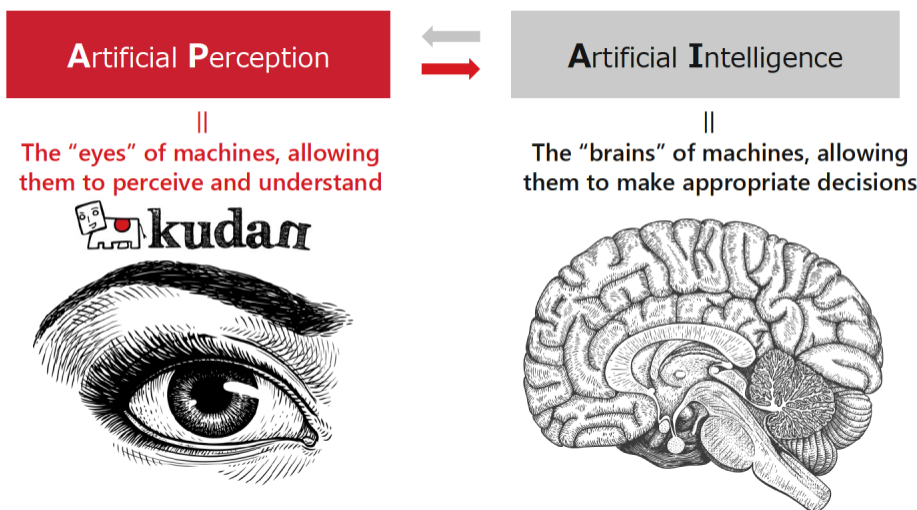 Artificial Perception
Artificial Intelligence
||
||
The “eyes” of machines, allowing
them to perceive and understand
The “brains” of machines, allowing
them to make appropriate decisions
kudan